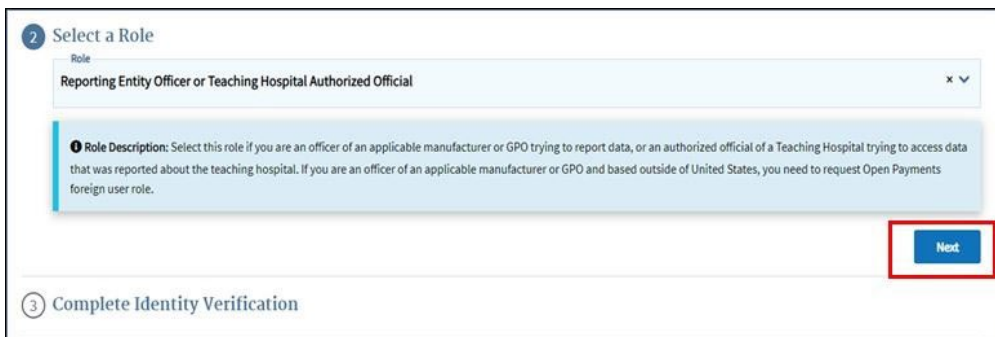 2 Select a Role
Role
Reporting Entity Officer or Teaching Hospital Authorized Official
Role Description: Select this role if you are an officer of an applicable manufacturer or GPO trying to report data, or an authorized official of a Teaching Hospital trying to access data
that was reported about the teaching hospital. If you are an officer of an applicable manufacturer or GPO and based outside of United States, you need to request Open Payments
foreign user role.
Next
3 Complete Identity Verification